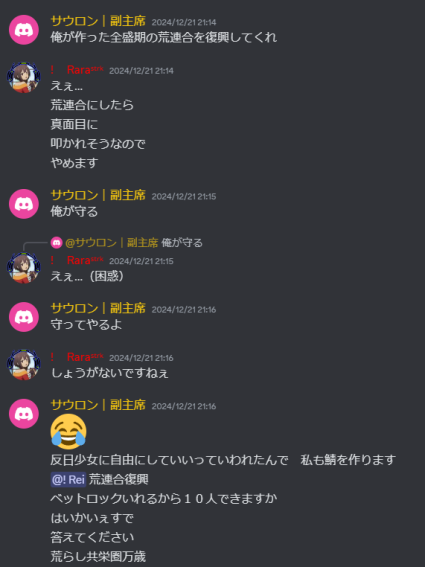 サウロン｜副主席 2024/12/21 21:14
俺が作った全盛期の荒連合を復興してくれ
! Rara 2024/12/21 21:14
えぇ...
荒連合にしたら
真面目に
叩かれそうなので
やめます
サウロン｜副主席 2024/12/21 21:15
俺が守る
@サウロン｜副主席 俺が守る
! Rara 2024/12/21 21:15
えぇ...（困惑）
サウロン｜副主席 2024/12/21 21:16
守ってやるよ
! Rara 2024/12/21 21:16
しょうがないですねぇ
サウロン｜副主席 2024/12/21 21:16
反日少女に自由にしていいっていわれたんで　私も鯖を作ります
@! Rei 荒連合復興
ベットロックいれるから１０人できますか
はいかいぇすで
答えてください
荒らし共栄圏万歳